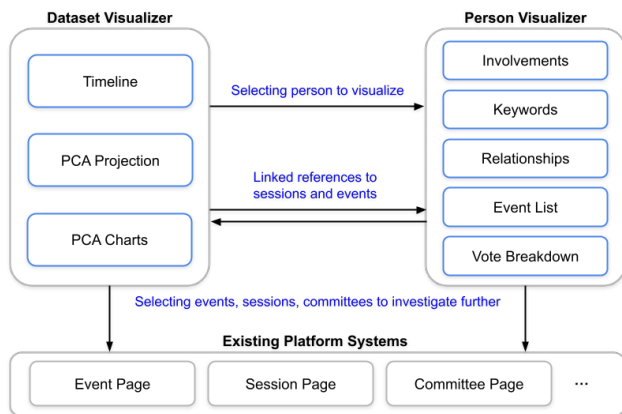 Dataset Visualizer
Person Visualizer
Timeline
PCA Projection
PCA Charts
Selecting person to visualize
Linked references to
sessions and events
Involvements
Keywords
Relationships
Event List
Vote Breakdown
Selecting events, sessions, committees to investigate further
Existing Platform Systems
Event Page
Session Page
Committee Page
...